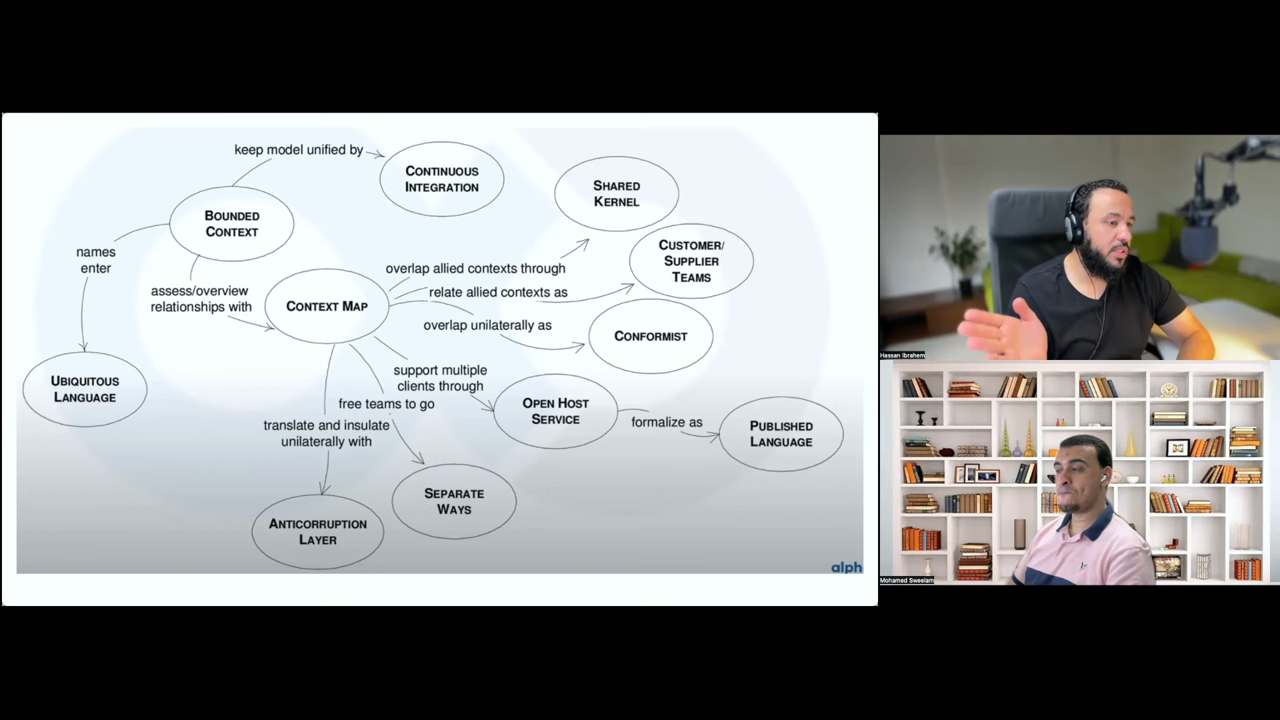 keep model unified by
CONTINUOUS
INTEGRATION
SHARED
KERNEL
BOUNDED
CONTEXT
CUSTOMER/
SUPPLIER
TEAMS
names
enter
assess/overview
relationships with
CONTEXT MAP
overlap allied contexts through
relate allied contexts as
overlap unilaterally as
CONFORMIST
UBIQUITOUS
LANGUAGE
support multiple
clients through
free teams to go
OPEN HOST
SERVICE
formalize as
PUBLISHED
LANGUAGE
translate and insulate
unilaterally with
SEPARATE
WAYS
ANTICORRUPTION
LAYER
alph
Hassan Ibrahem
Mohamed Sweelam